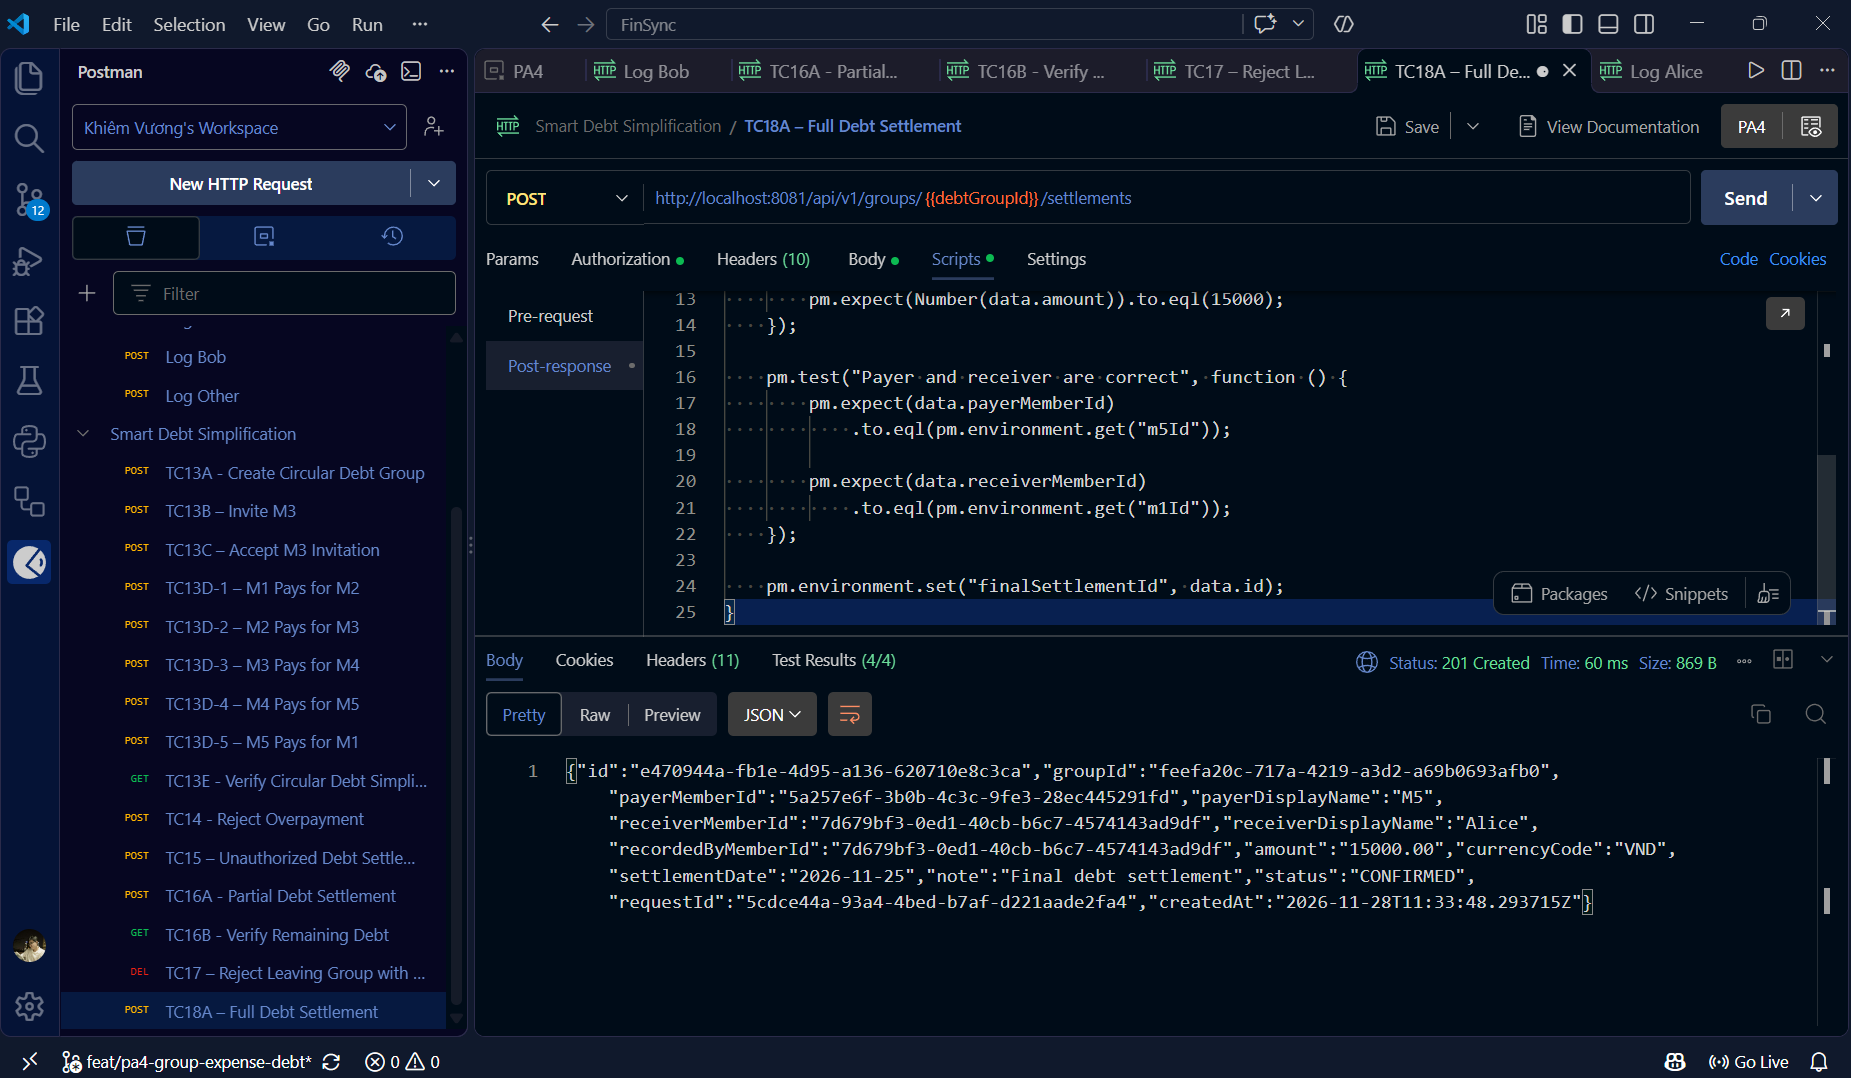 File Edit Selection View Go Run ···
FinSync
Postman
Khiêm Vương's Workspace
New HTTP Request
Filter
POST Log Bob
POST Log Other
Smart Debt Simplification
POST TC13A - Create Circular Debt Group
POST TC13B – Invite M3
POST TC13C – Accept M3 Invitation
POST TC13D-1 – M1 Pays for M2
POST TC13D-2 – M2 Pays for M3
POST TC13D-3 – M3 Pays for M4
POST TC13D-4 – M4 Pays for M5
POST TC13D-5 – M5 Pays for M1
GET TC13E - Verify Circular Debt Simpli...
POST TC14 - Reject Overpayment
POST TC15 – Unauthorized Debt Settle...
POST TC16A - Partial Debt Settlement
GET TC16B - Verify Remaining Debt
DEL TC17 – Reject Leaving Group with ...
POST TC18A – Full Debt Settlement
12
PA4
HTTP Log Bob
HTTP TC16A - Partial...
HTTP TC16B - Verify ...
HTTP TC17 – Reject L...
HTTP TC18A – Full De...
HTTP Log Alice
HTTP Smart Debt Simplification / TC18A – Full Debt Settlement
Save
View Documentation
PA4
POST http://localhost:8081/api/v1/groups/{{debtGroupId}}/settlements
Send
Params Authorization Headers (10) Body Scripts Settings
Code Cookies
Pre-request
Post-response
13 pm.expect(Number(data.amount)).to.eql(15000);
14 });
15
16 pm.test("Payer and receiver are correct", function () {
17 pm.expect(data.payerMemberId)
18 .to.eql(pm.environment.get("m5Id"));
19
20 pm.expect(data.receiverMemberId)
21 .to.eql(pm.environment.get("m1Id"));
22 });
23
24 pm.environment.set("finalSettlementId", data.id);
25 }
Packages </> Snippets
Body Cookies Headers (11) Test Results (4/4)
Status: 201 Created Time: 60 ms Size: 869 B
Pretty Raw Preview JSON
1 {"id":"e470944a-fb1e-4d95-a136-620710e8c3ca","groupId":"feefa20c-717a-4219-a3d2-a69b0693afb0",
"payerMemberId":"5a257e6f-3b0b-4c3c-9fe3-28ec445291fd","payerDisplayName":"M5",
"receiverMemberId":"7d679bf3-0ed1-40cb-b6c7-4574143ad9df","receiverDisplayName":"Alice",
"recordedByMemberId":"7d679bf3-0ed1-40cb-b6c7-4574143ad9df","amount":"15000.00","currencyCode":"VND",
"settlementDate":"2026-11-25","note":"Final debt settlement","status":"CONFIRMED",
"requestId":"5cdce44a-93a4-4bed-b7af-d221aade2fa4","createdAt":"2026-11-28T11:33:48.293715Z"}
feat/pa4-group-expense-debt*
0 0
Go Live